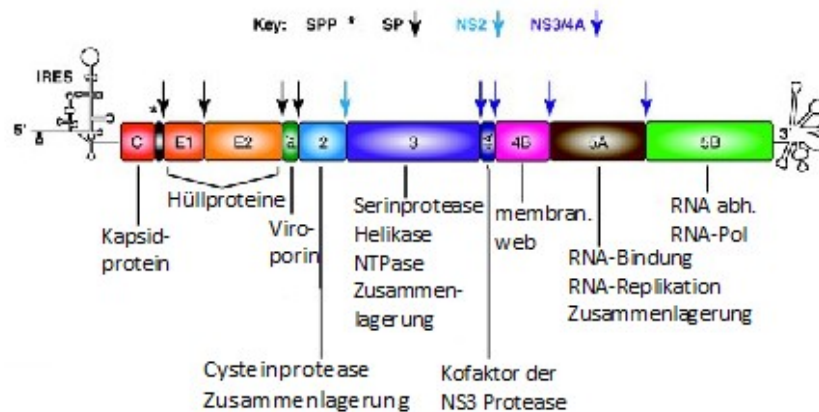 Key: SPP * SP NS2 NS3/4A
IRES
5'
*
C E1 E2 2 3 4B 5A 5B 3'
Hüllproteine
Kapsid-
protein
Viro-
porin
Serinprotease
Helikase
NTPase
Zusammen-
lagerung
membran.
web
RNA-Bindung
RNA-Replikation
Zusammenlagerung
RNA abh.
RNA-Pol
Cysteinprotease
Zusammenlagerung
Kofaktor der
NS3 Protease